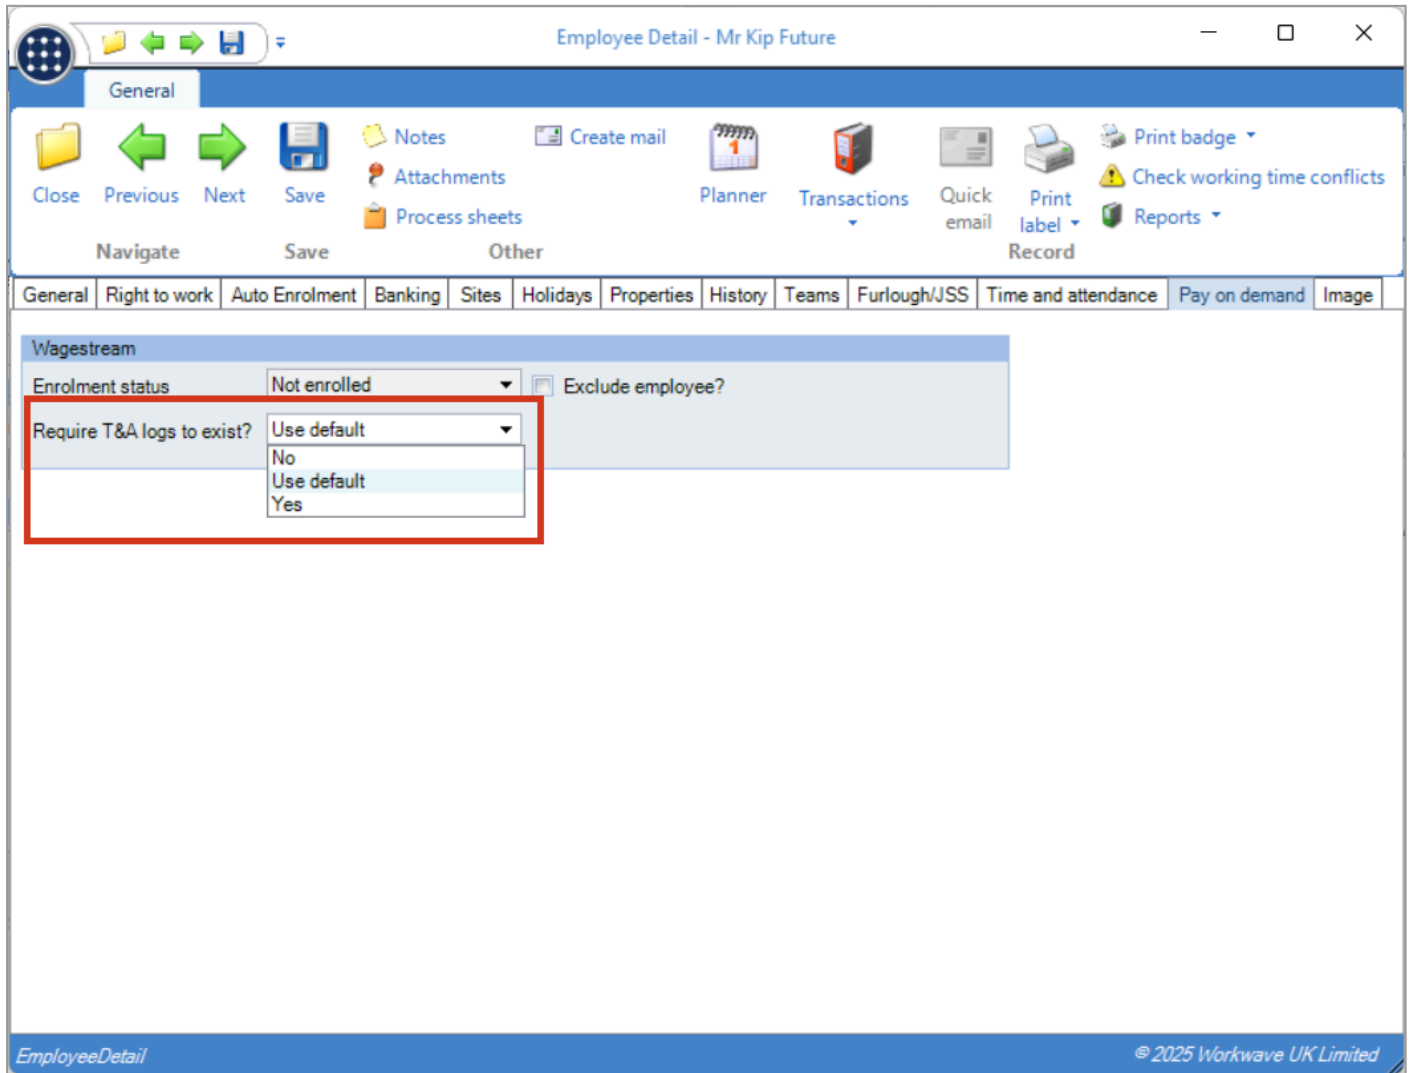 Employee Detail - Mr Kip Future
General
Close Previous Next Save Notes Attachments Process sheets Create mail Planner Transactions Quick email Print label Print badge Check working time conflicts Reports
Navigate Save Other Record
General Right to work Auto Enrolment Banking Sites Holidays Properties History Teams Furlough/JSS Time and attendance Pay on demand Image
Wagestream
Enrolment status Not enrolled Exclude employee?
Require T&A logs to exist? Use default
No
Use default
Yes
EmployeeDetail © 2025 Workwave UK Limited